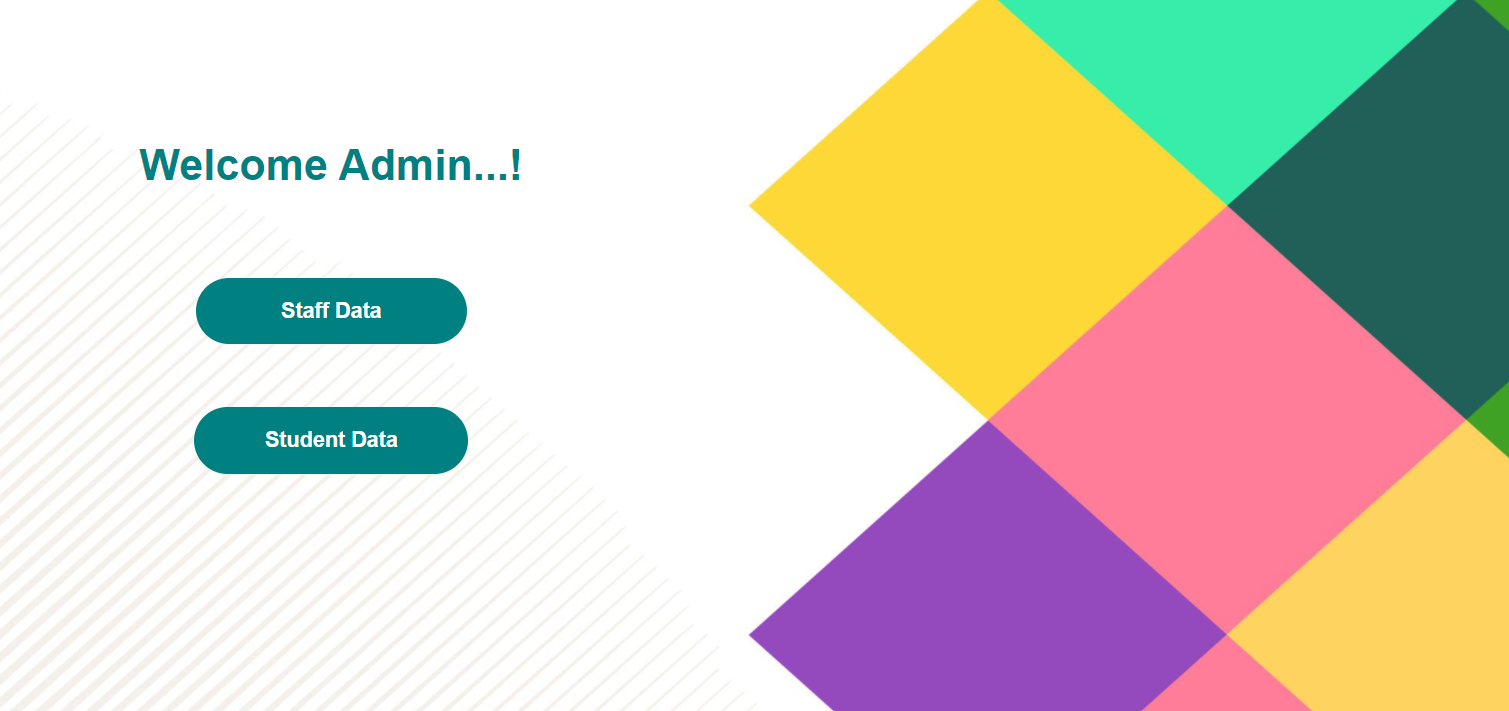 Welcome Admin...!
Staff Data
Student Data